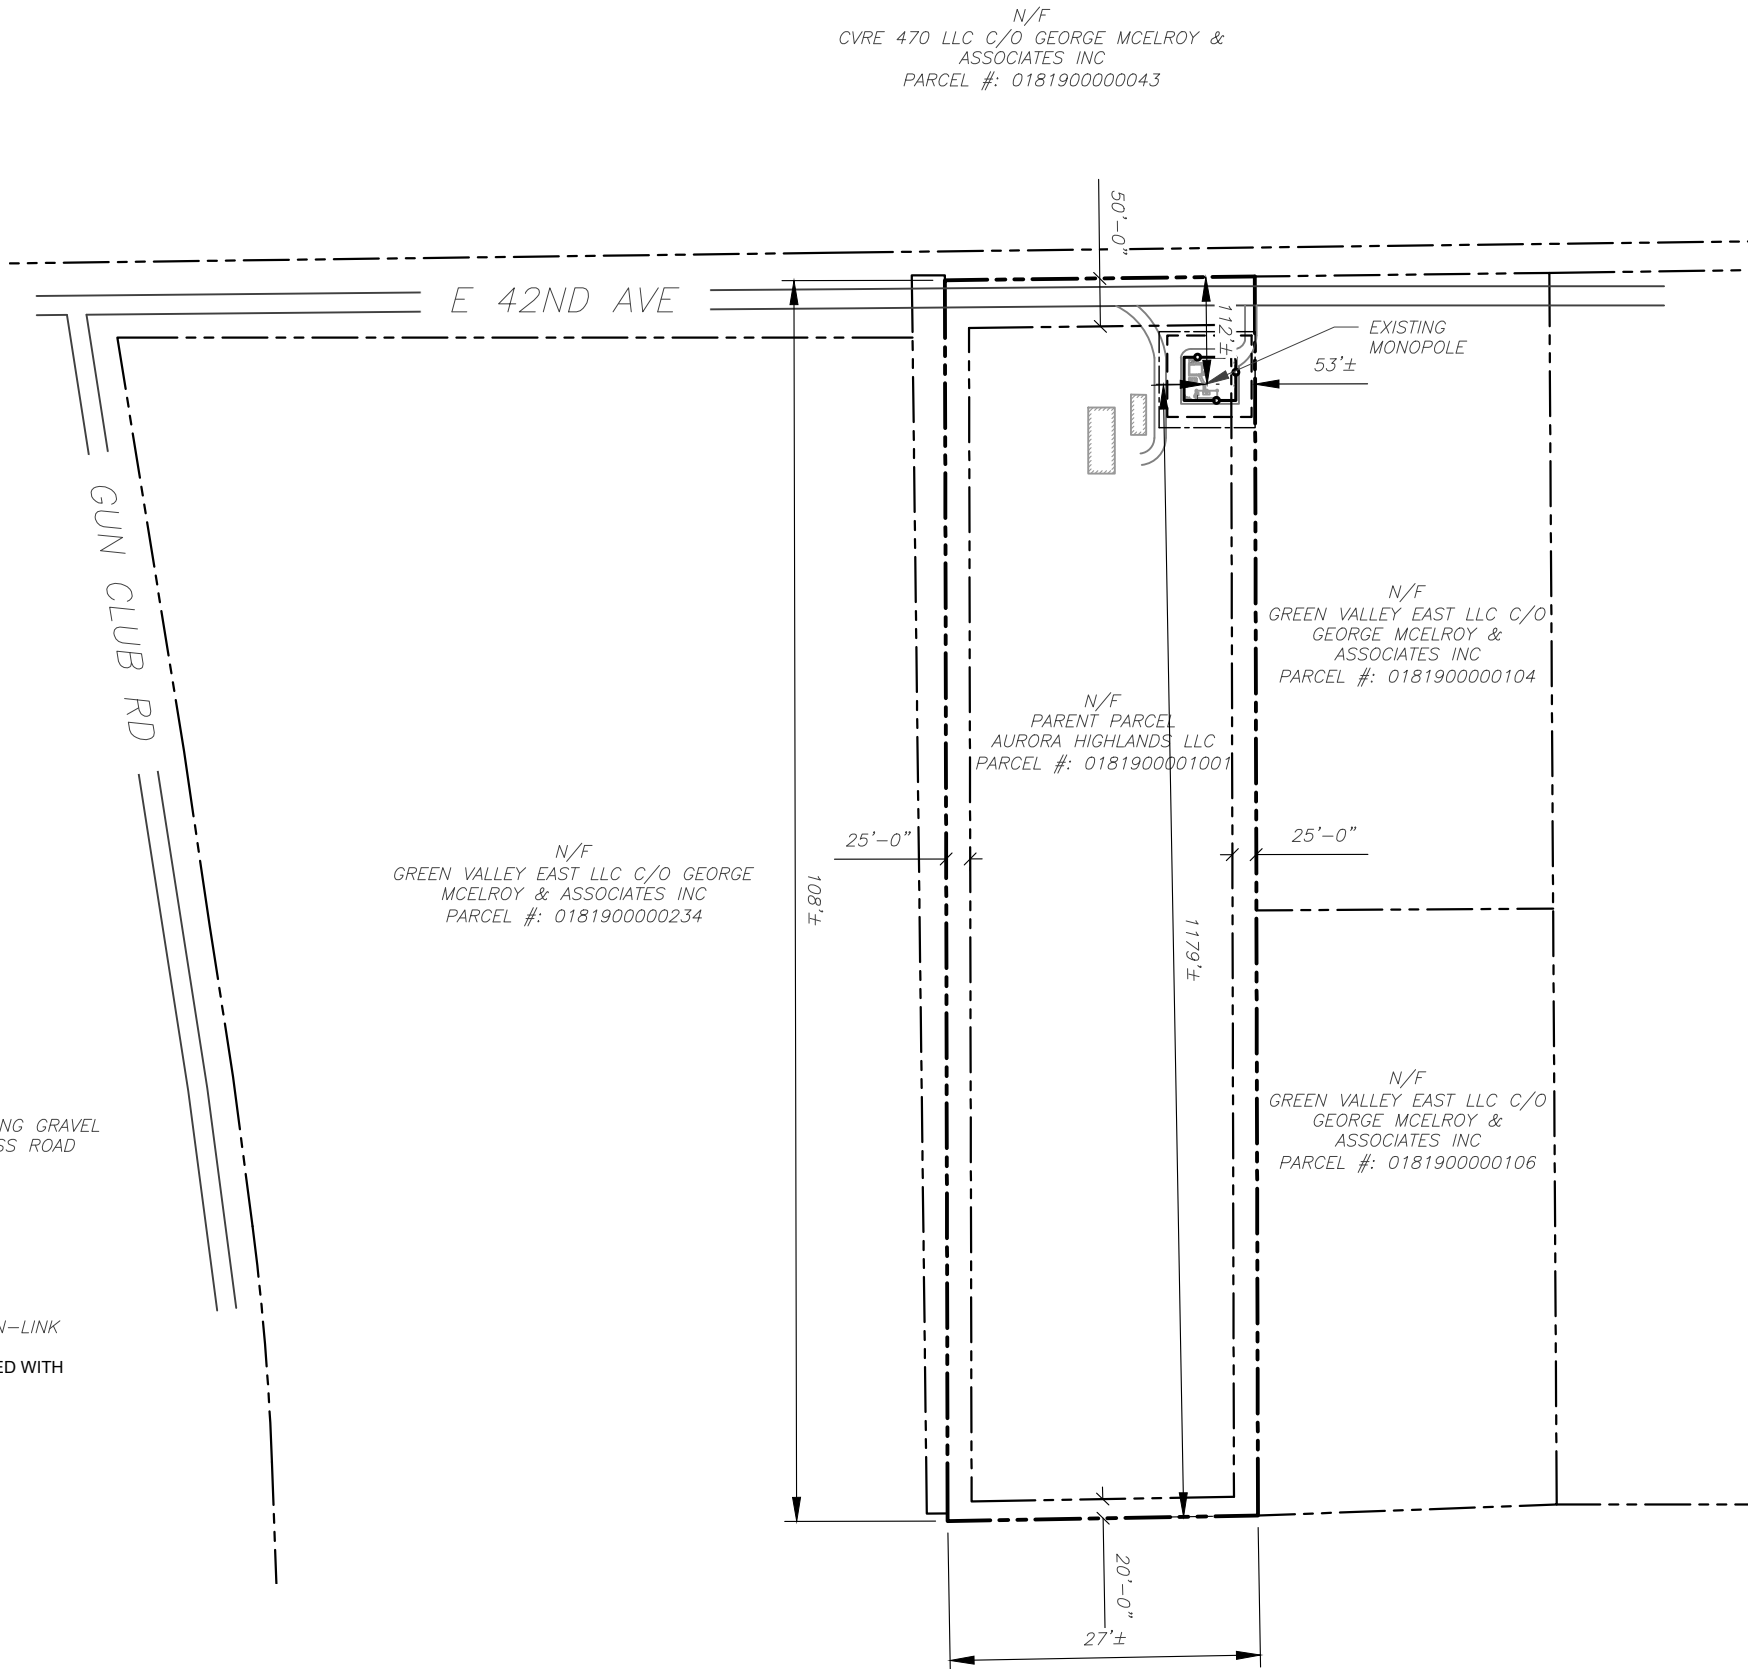 N/F
CVRE 470 LLC C/O GEORGE MCELROY &
ASSOCIATES INC
PARCEL #: 0181900000043
50'-0"
E 42ND AVE
112'±
EXISTING
MONOPOLE
53'±
GUN CLUB RD
N/F
GREEN VALLEY EAST LLC C/O
GEORGE MCELROY &
ASSOCIATES INC
PARCEL #: 0181900000104
N/F
PARENT PARCEL
AURORA HIGHLANDS LLC
PARCEL #: 0181900001001
25'-0"
25'-0"
N/F
GREEN VALLEY EAST LLC C/O GEORGE
MCELROY & ASSOCIATES INC
PARCEL #: 0181900000234
108'±
1179'±
N/F
GREEN VALLEY EAST LLC C/O
GEORGE MCELROY &
ASSOCIATES INC
PARCEL #: 0181900000106
NG GRAVEL
SS ROAD
N-LINK
ED WITH
20'-0"
27'±